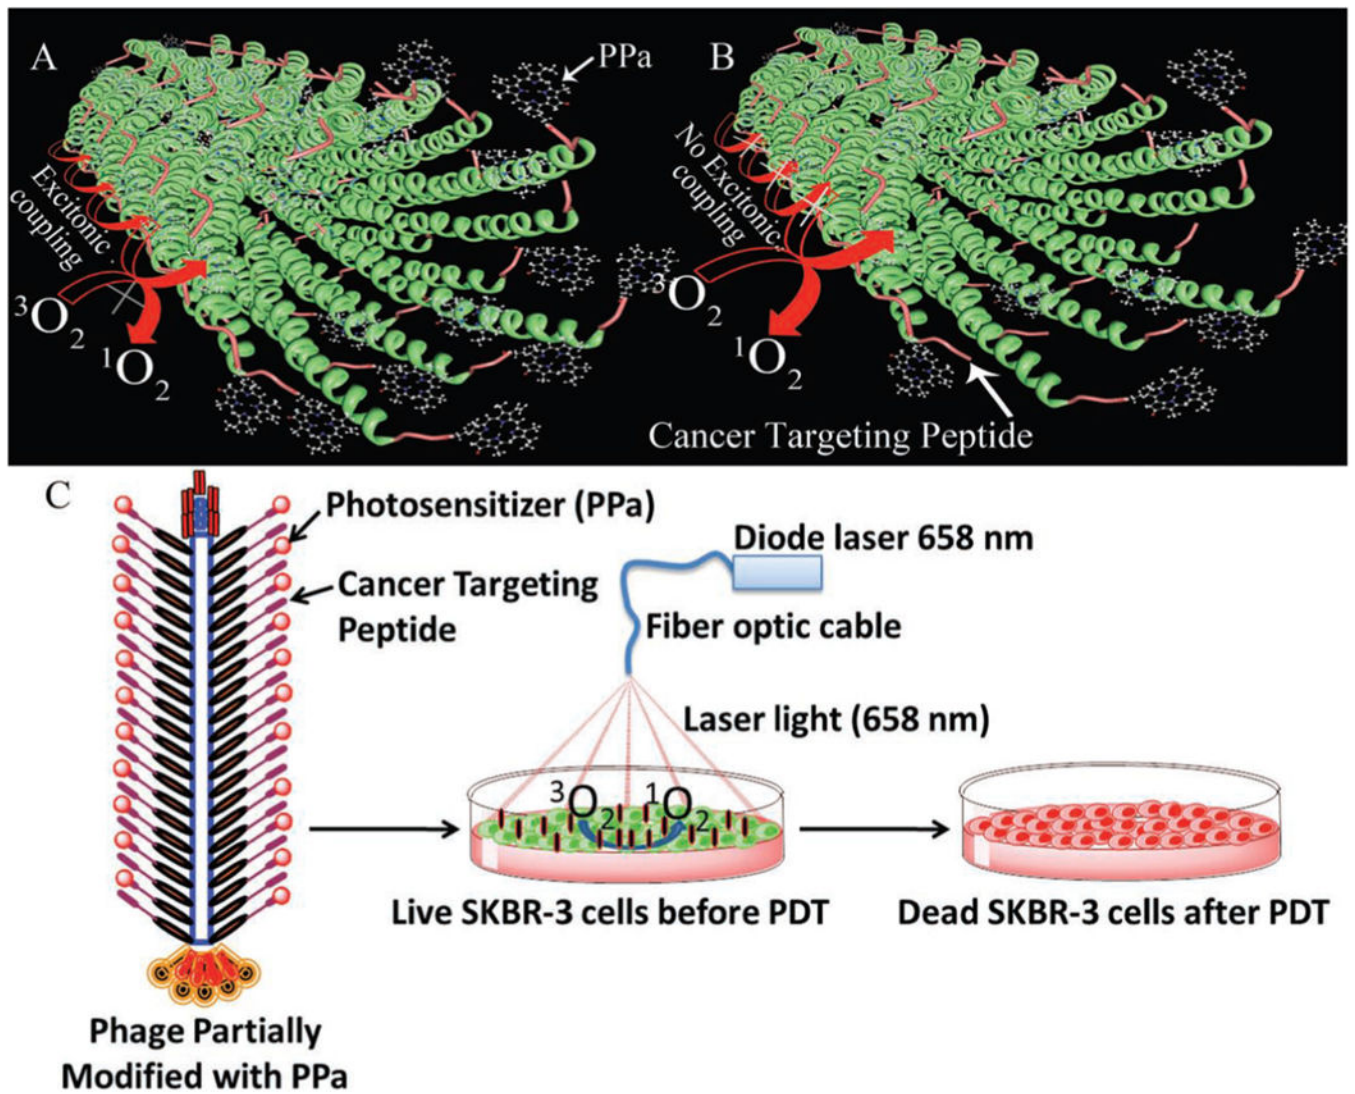 A
PPa
B
Excitonic
coupling
³O₂
¹O₂
No Excitonic
coupling
³O₂
¹O₂
Cancer Targeting Peptide
C
Photosensitizer (PPa)
Cancer Targeting
Peptide
Diode laser 658 nm
Fiber optic cable
Laser light (658 nm)
³O₂
¹O₂
Live SKBR-3 cells before PDT
Dead SKBR-3 cells after PDT
Phage Partially
Modified with PPa